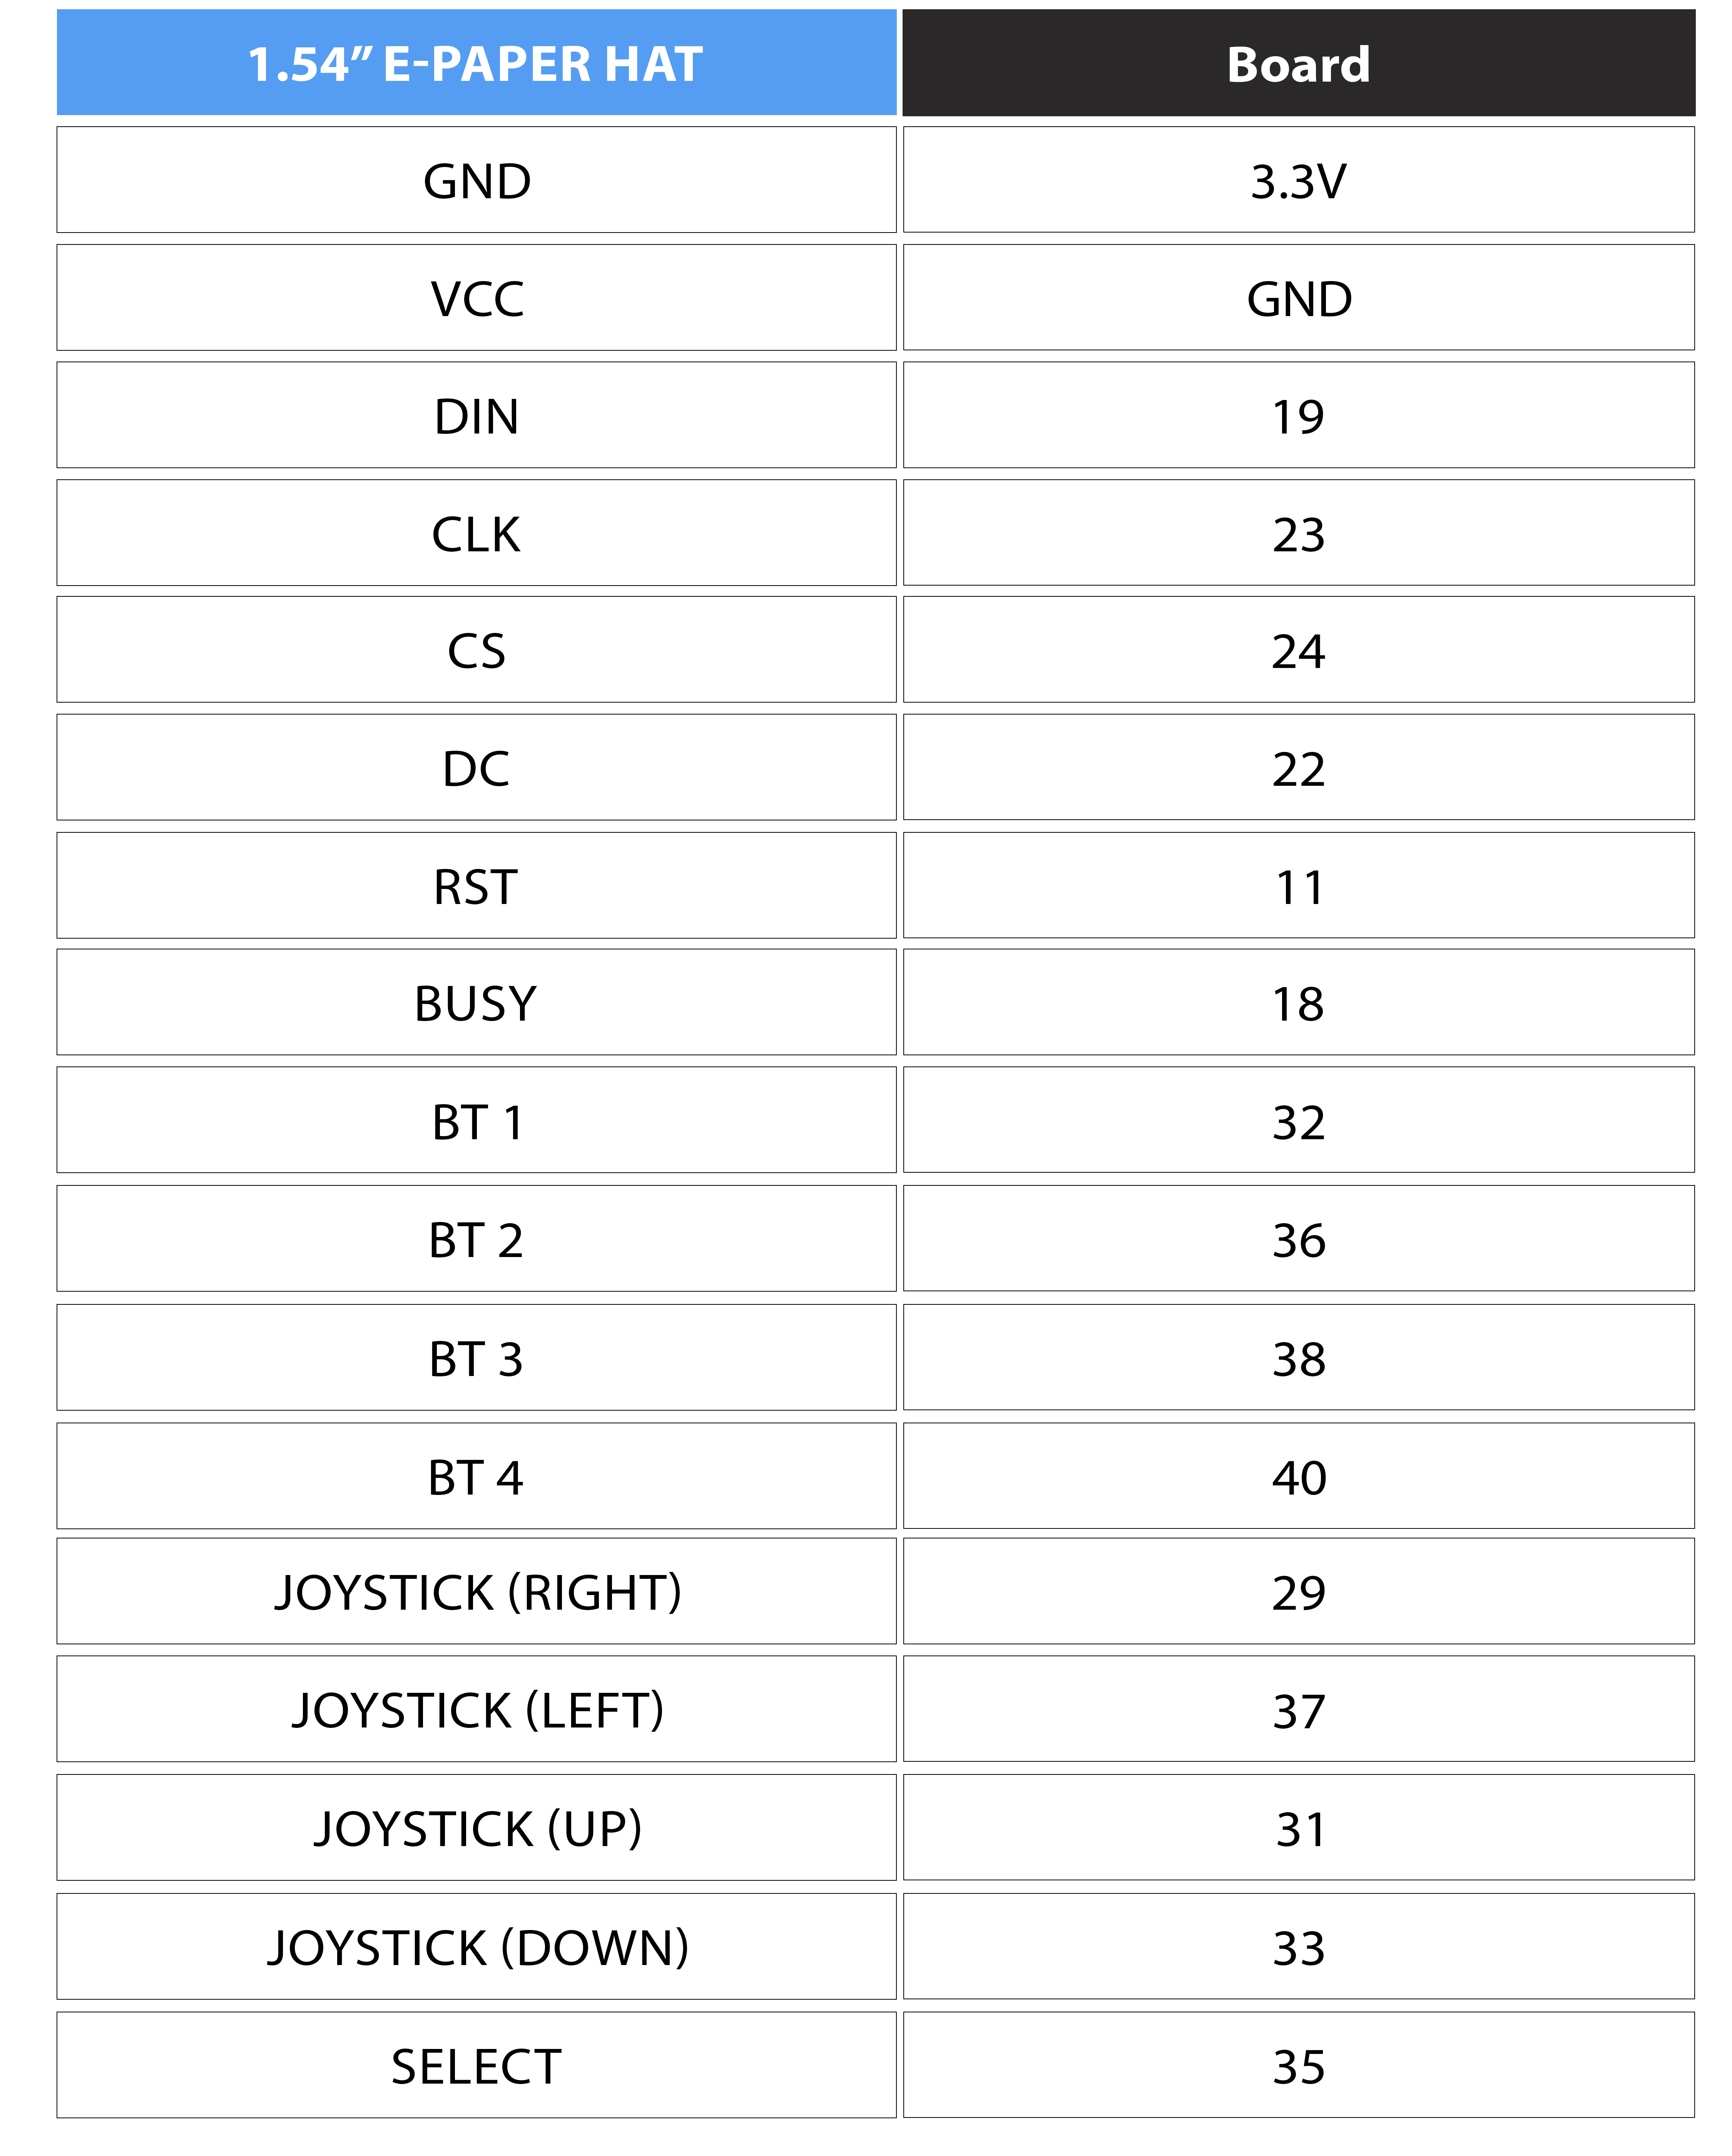 1.54” E-PAPER HAT Board
GND 3.3V
VCC GND
DIN 19
CLK 23
CS 24
DC 22
RST 11
BUSY 18
BT 1 32
BT 2 36
BT 3 38
BT 4 40
JOYSTICK (RIGHT) 29
JOYSTICK (LEFT) 37
JOYSTICK (UP) 31
JOYSTICK (DOWN) 33
SELECT 35